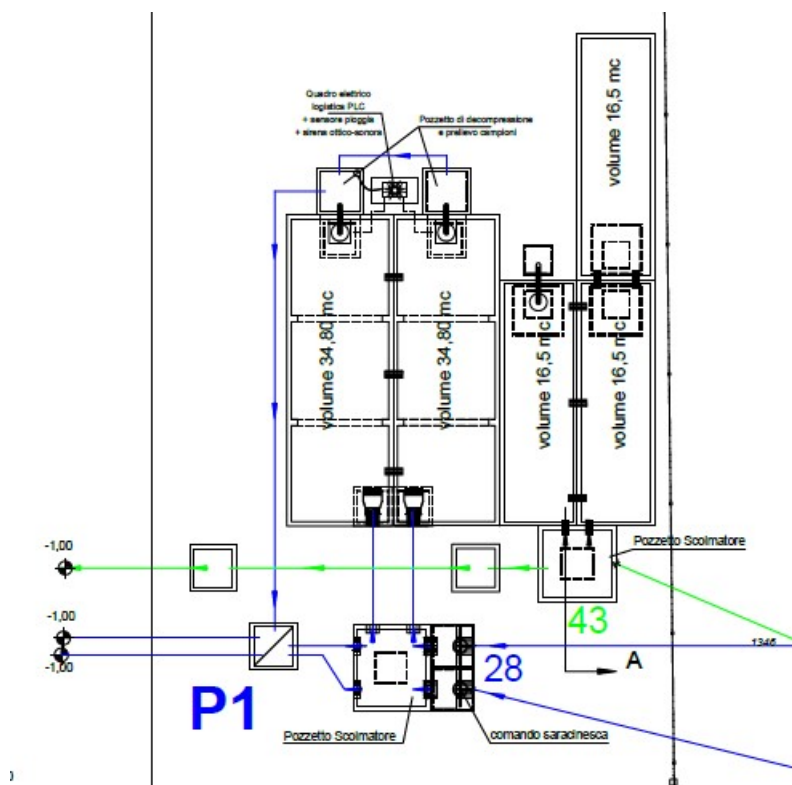 volume 16,5 mc
Quadro elettrico
logistica PLC
+ sensore pioggia
+ sirena ottico-sonora
Pozzetto di decompressione
e prelievo campioni
volume 34,80 mc
volume 34,80 mc
volume 16,5 mc
volume 16,5 mc
-1,00
Pozzetto Scolmatore
43
-1,00
1346
28
A
-1,00
P1
Pozzetto Scolmatore
comando saracinesca
0